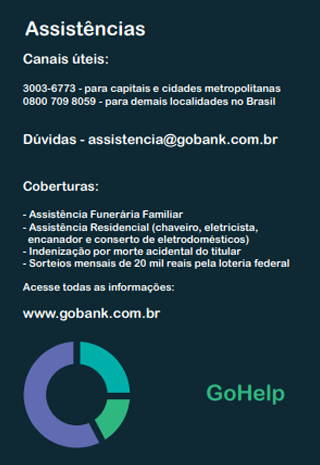 Assistências
Canais úteis:
3003-6773 - para capitais e cidades metropolitanas
0800 709 8059 - para demais localidades no Brasil
Dúvidas - assistencia@gobank.com.br
Coberturas:
- Assistência Funerária Familiar
- Assistência Residencial (chaveiro, eletricista,
encanador e conserto de eletrodomésticos)
- Indenização por morte acidental do titular
- Sorteios mensais de 20 mil reais pela loteria federal
Acesse todas as informações:
www.gobank.com.br
GoHelp